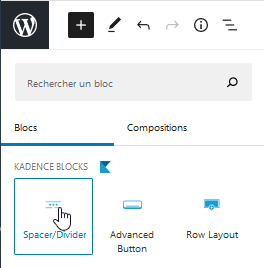 Rechercher un bloc
Blocs Compositions
KADENCE BLOCKS
Spacer/Divider Advanced Button Row Layout